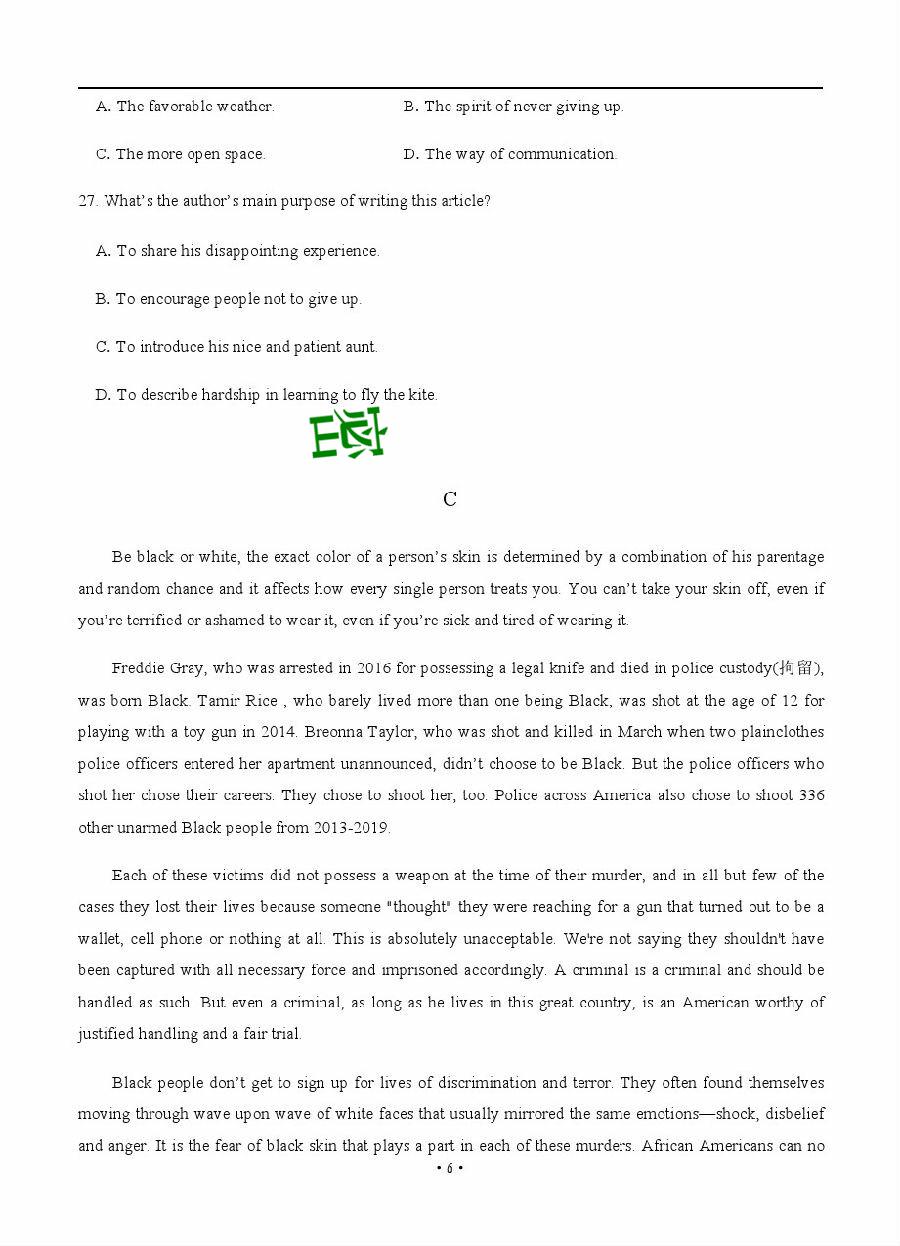 A. The favorable weather. B. The spirit of never giving up.
C. The more open space. D. The way of communication.
27. What's the author's main purpose of writing this article?
A. To share his disappointing experience.
B. To encourage people not to give up.
C. To introduce his nice and patient aunt.
D. To describe hardship in learning to fly the kite.
C
Be black or white, the exact color of a person's skin is determined by a combination of his parentage
and random chance and it affects how every single person treats you. You can't take your skin off, even if
you're terrified or ashamed to wear it, even if you're sick and tired of wearing it.
Freddie Gray, who was arrested in 2016 for possessing a legal knife and died in police custody(拘留),
was born Black. Tamir Rice , who barely lived more than one being Black, was shot at the age of 12 for
playing with a toy gun in 2014. Breonna Taylor, who was shot and killed in March when two plainclothes
police officers entered her apartment unannounced, didn't choose to be Black. But the police officers who
shot her chose their careers. They chose to shoot her, too. Police across America also chose to shoot 336
other unarmed Black people from 2013-2019.
Each of these victims did not possess a weapon at the time of their murder, and in all but few of the
cases they lost their lives because someone "thought" they were reaching for a gun that turned out to be a
wallet, cell phone or nothing at all. This is absolutely unacceptable. We're not saying they shouldn't have
been captured with all necessary force and imprisoned accordingly. A criminal is a criminal and should be
handled as such. But even a criminal, as long as he lives in this great country, is an American worthy of
justified handling and a fair trial.
Black people don't get to sign up for lives of discrimination and terror. They often found themselves
moving through wave upon wave of white faces that usually mirrored the same emotions—shock, disbelief
and anger. It is the fear of black skin that plays a part in each of these murders. African Americans can no
• 6 •